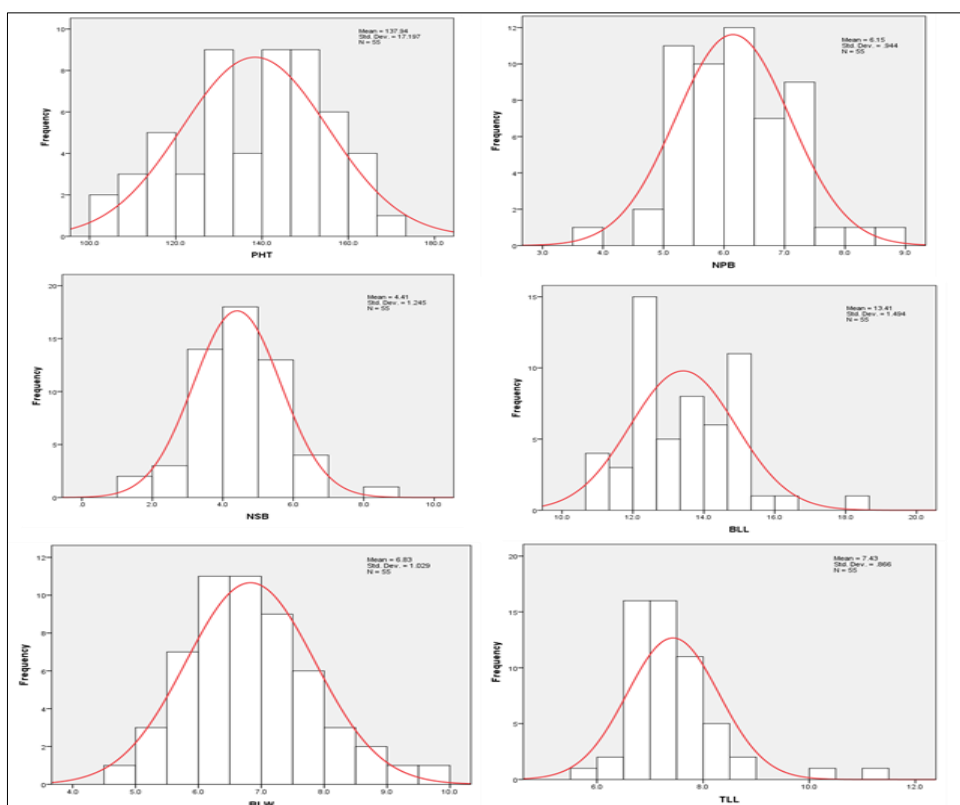 Mean = 137.94
Std. Dev. = 17.197
N = 55
Frequency
10
8
6
4
2
0
100.0 120.0 140.0 160.0 180.0
PHT
Mean = 6.15
Std. Dev. = .944
N = 55
Frequency
12
10
8
6
4
2
0
3.0 4.0 5.0 6.0 7.0 8.0 9.0
NPB
Mean = 4.41
Std. Dev. = 1.245
N = 55
Frequency
20
15
10
5
0
.0 2.0 4.0 6.0 8.0 10.0
NSB
Mean = 13.41
Std. Dev. = 1.494
N = 55
Frequency
15
10
5
0
10.0 12.0 14.0 16.0 18.0 20.0
BLL
Mean = 6.83
Std. Dev. = 1.029
N = 55
Frequency
12
10
8
6
4
2
0
4.0 5.0 6.0 7.0 8.0 9.0 10.0
BLW
Mean = 7.43
Std. Dev. = .866
N = 55
Frequency
20
15
10
5
0
6.0 8.0 10.0 12.0
TLL